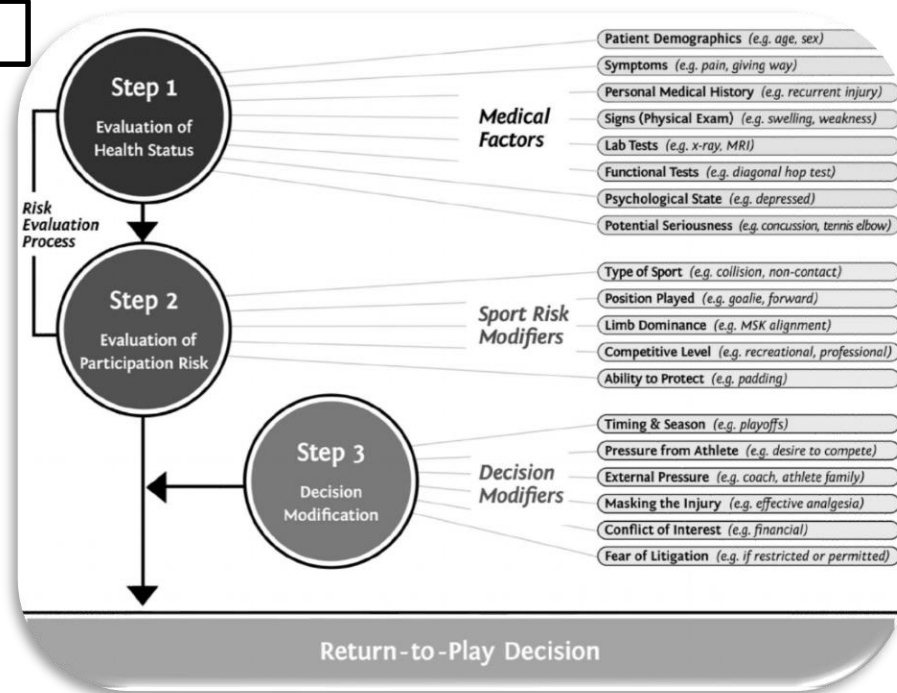 Step 1
Evaluation of
Health Status
Risk
Evaluation
Process
Medical
Factors
Patient Demographics (e.g. age, sex)
Symptoms (e.g. pain, giving way)
Personal Medical History (e.g. recurrent injury)
Signs (Physical Exam) (e.g. swelling, weakness)
Lab Tests (e.g. x-ray, MRI)
Functional Tests (e.g. diagonal hop test)
Psychological State (e.g. depressed)
Potential Seriousness (e.g. concussion, tennis elbow)
Step 2
Evaluation of
Participation Risk
Sport Risk
Modifiers
Type of Sport (e.g. collision, non-contact)
Position Played (e.g. goalie, forward)
Limb Dominance (e.g. MSK alignment)
Competitive Level (e.g. recreational, professional)
Ability to Protect (e.g. padding)
Step 3
Decision
Modification
Decision
Modifiers
Timing & Season (e.g. playoffs)
Pressure from Athlete (e.g. desire to compete)
External Pressure (e.g. coach, athlete family)
Masking the Injury (e.g. effective analgesia)
Conflict of Interest (e.g. financial)
Fear of Litigation (e.g. if restricted or permitted)
Return-to-Play Decision